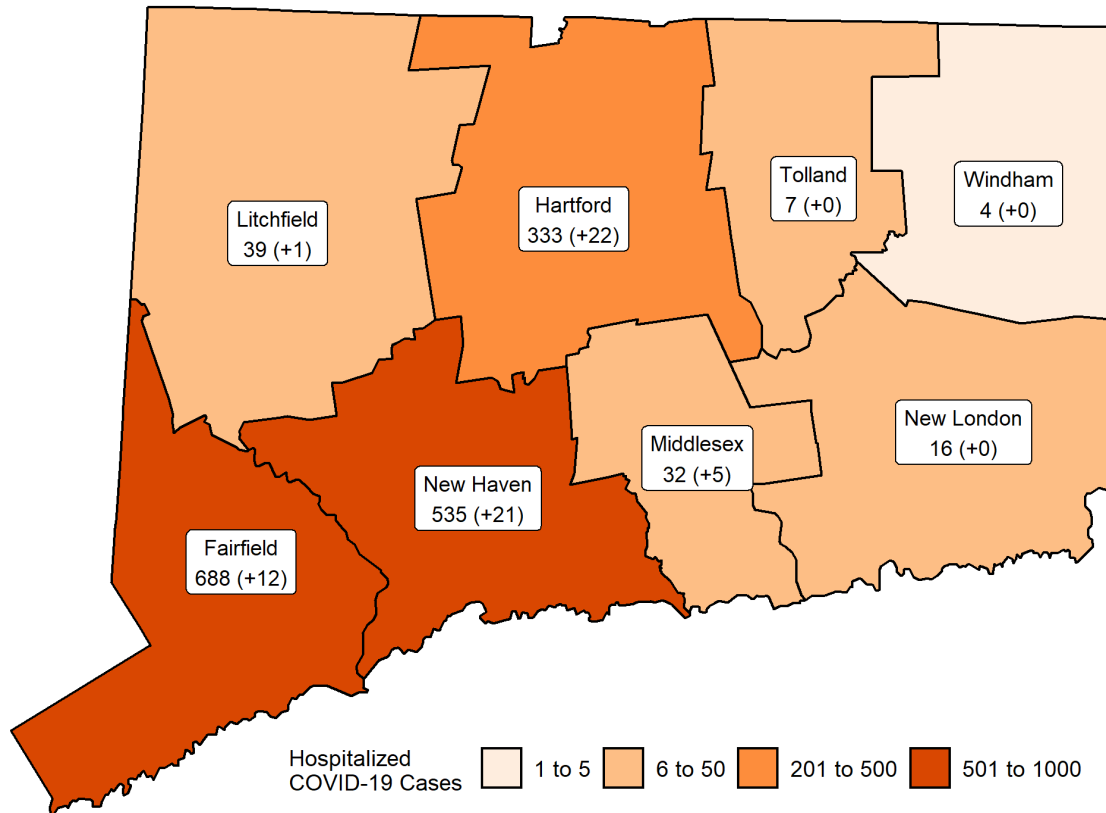 Tolland
7 (+0)
Windham
4 (+0)
Litchfield
39 (+1)
Hartford
333 (+22)
New London
16 (+0)
Middlesex
32 (+5)
New Haven
535 (+21)
Fairfield
688 (+12)
Hospitalized
COVID-19 Cases
1 to 5
6 to 50
201 to 500
501 to 1000